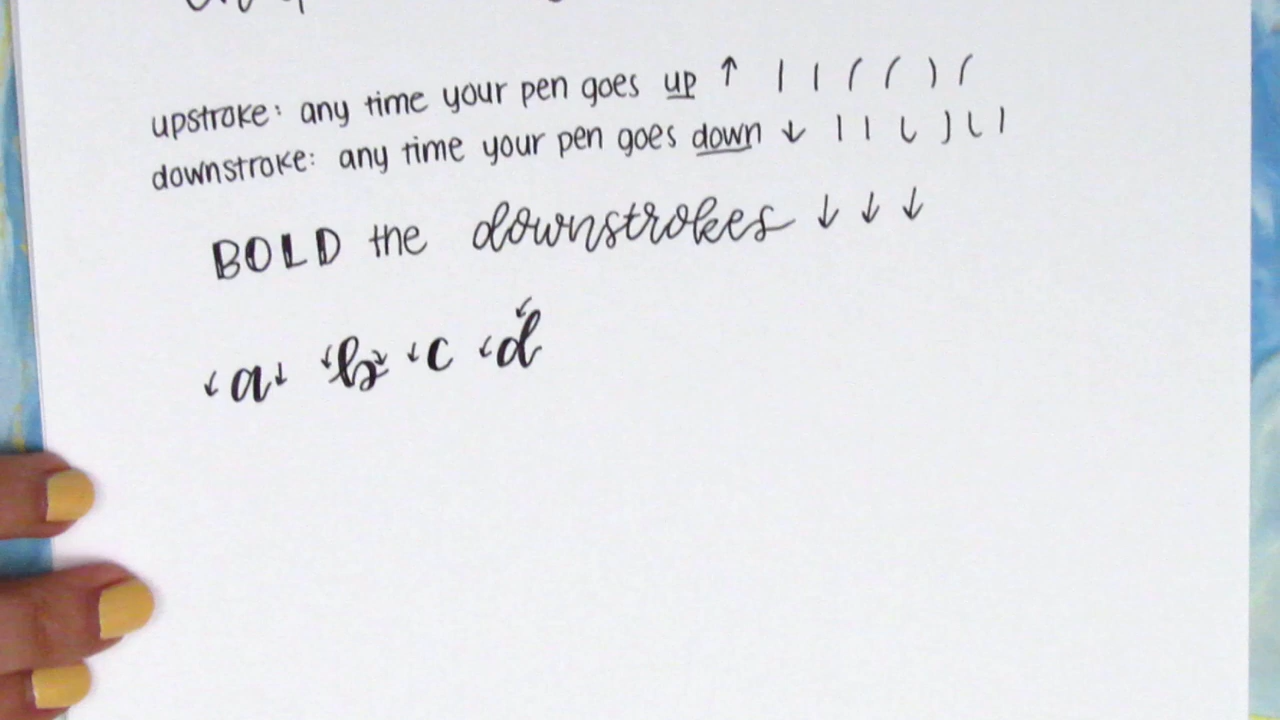 upstroke: any time your pen goes up ↑
downstroke: any time your pen goes down ↓
BOLD the downstrokes ↓ ↓ ↓
a b c d